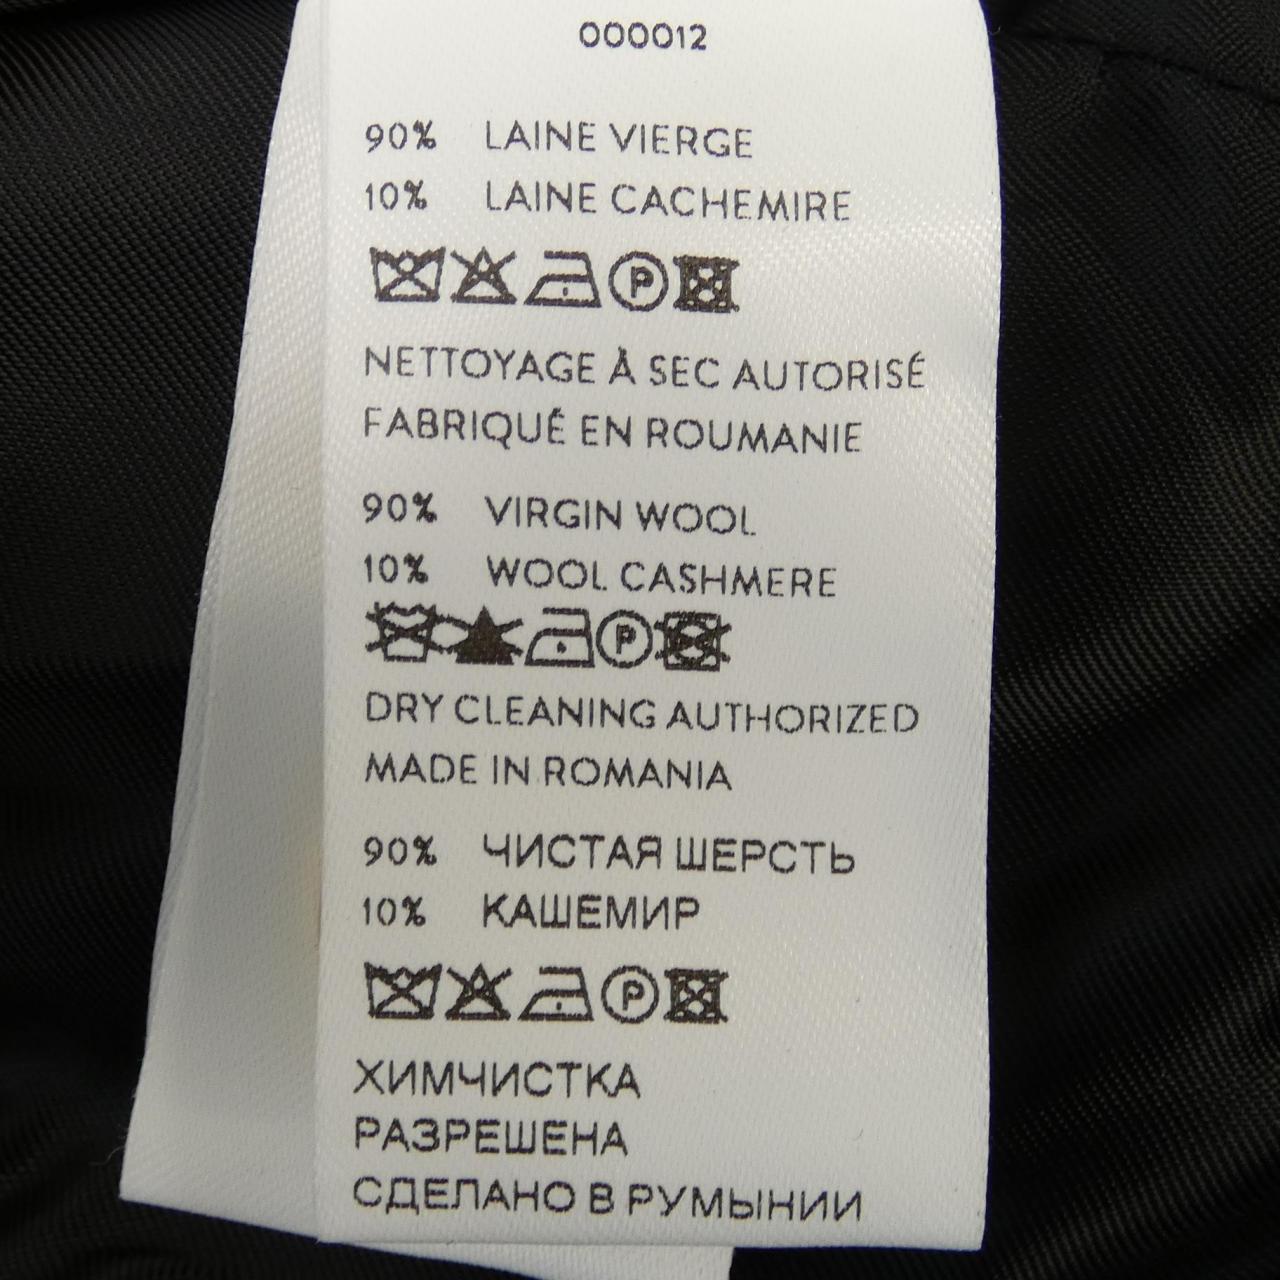 000012
90% LAINE VIERGE
10% LAINE CACHEMIRE
P
NETTOYAGE À SEC AUTORISÉ
FABRIQUÉ EN ROUMANIE
90% VIRGIN WOOL
10% WOOL CASHMERE
P
DRY CLEANING AUTHORIZED
MADE IN ROMANIA
90% ЧИСТАЯ ШЕРСТЬ
10% КАШЕМИР
P
ХИМЧИСТКА
РАЗРЕШЕНА
СДЕЛАНО В РУМЫНИИ